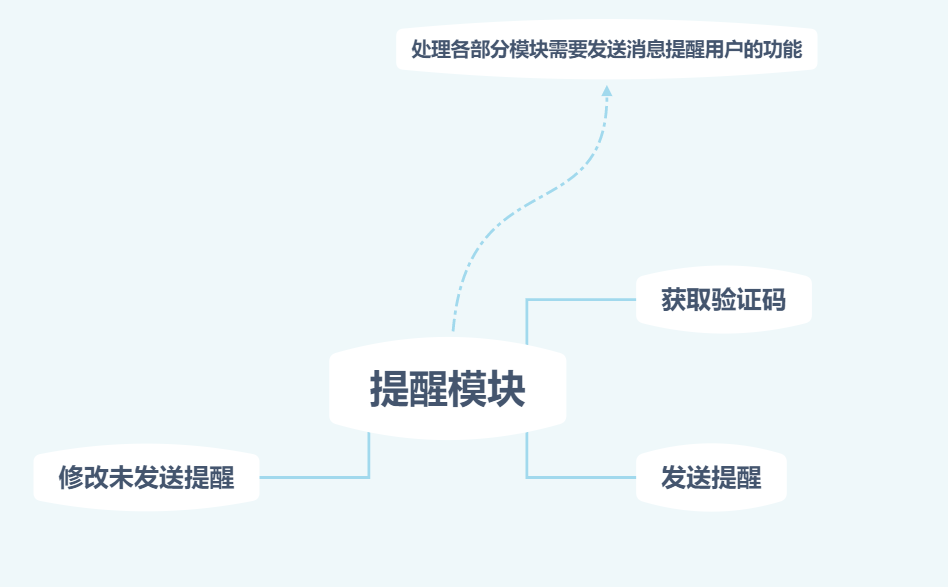 处理各部分模块需要发送消息提醒用户的功能
获取验证码
提醒模块
修改未发送提醒
发送提醒